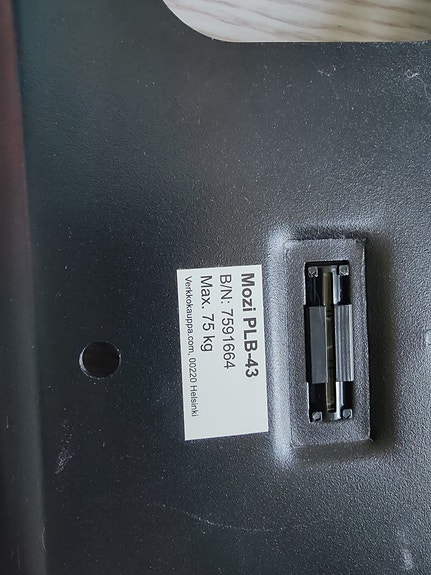 Mozi PLB-43
B/N: 7591664
Max. 75 kg
Verkkokauppa.com, 00220 Helsinki